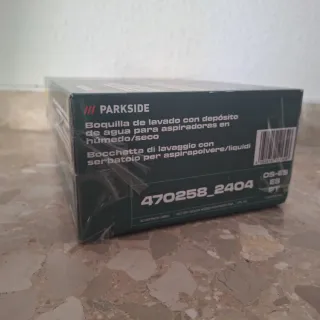 PARKSIDE
Boquilla de lavado con depósito
de agua para aspiradoras en
húmedo/seco
Bocchetta di lavaggio con
serbatoio per aspirapolvere/liquidi
470258_2404